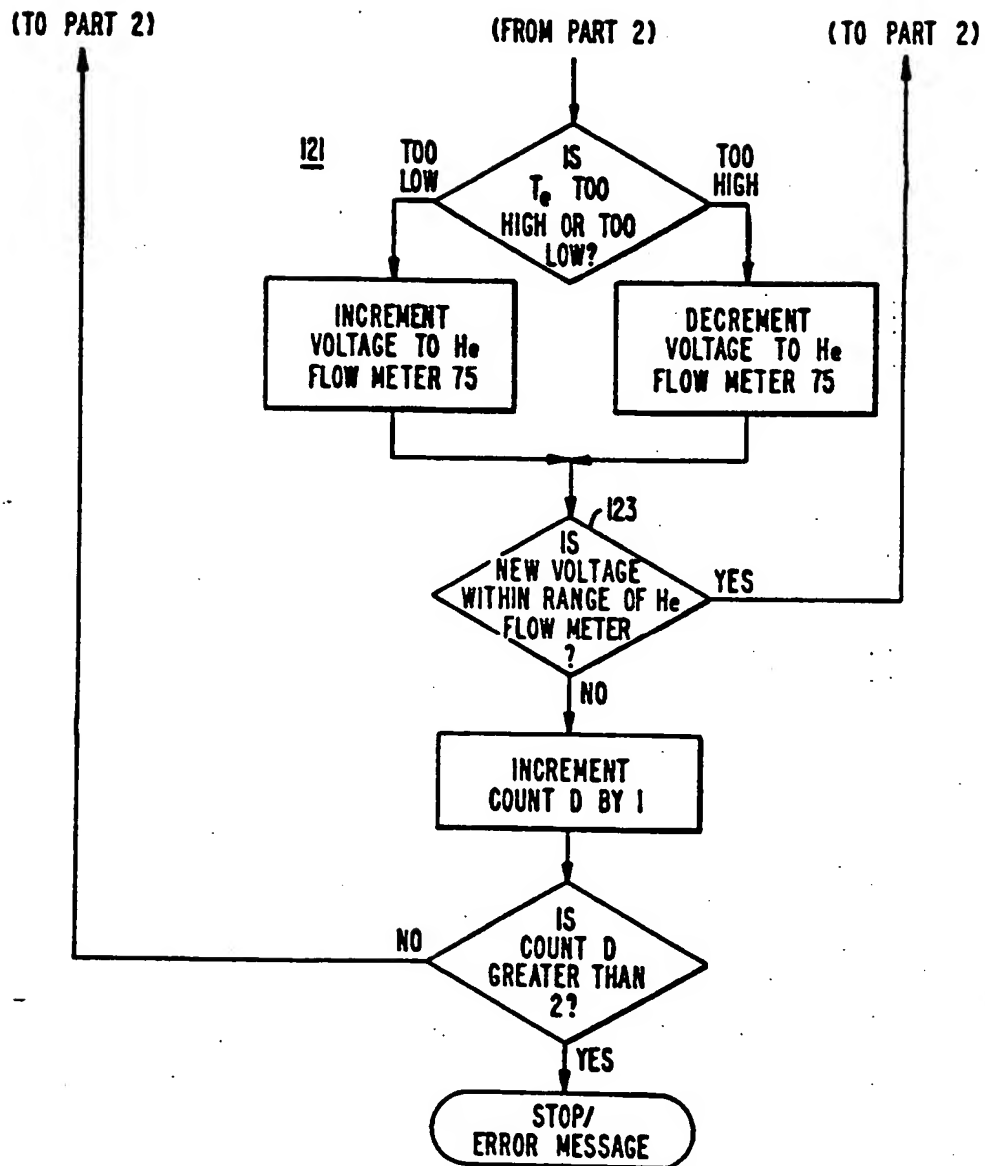 (TO PART 2)
(FROM PART 2)
(TO PART 2)
121
TOO
LOW
IS
Te TOO
HIGH OR TOO
LOW?
TOO
HIGH
INCREMENT
VOLTAGE TO He
FLOW METER 75
DECREMENT
VOLTAGE TO He
FLOW METER 75
123
IS
NEW VOLTAGE
WITHIN RANGE OF He
FLOW METER
?
YES
NO
INCREMENT
COUNT D BY 1
NO
IS
COUNT D
GREATER THAN
2?
YES
STOP/
ERROR MESSAGE